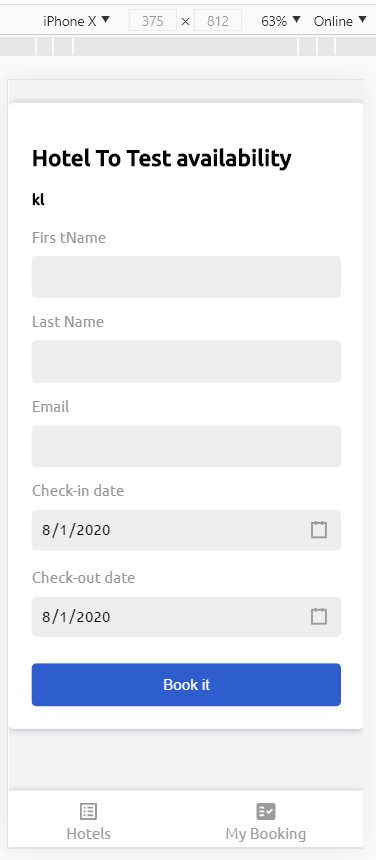 iPhone X ▼ 375 × 812 63% ▼ Online ▼
Hotel To Test availability
kl
Firs tName
Last Name
Email
Check-in date
8/1/2020
Check-out date
8/1/2020
Book it
Hotels My Booking